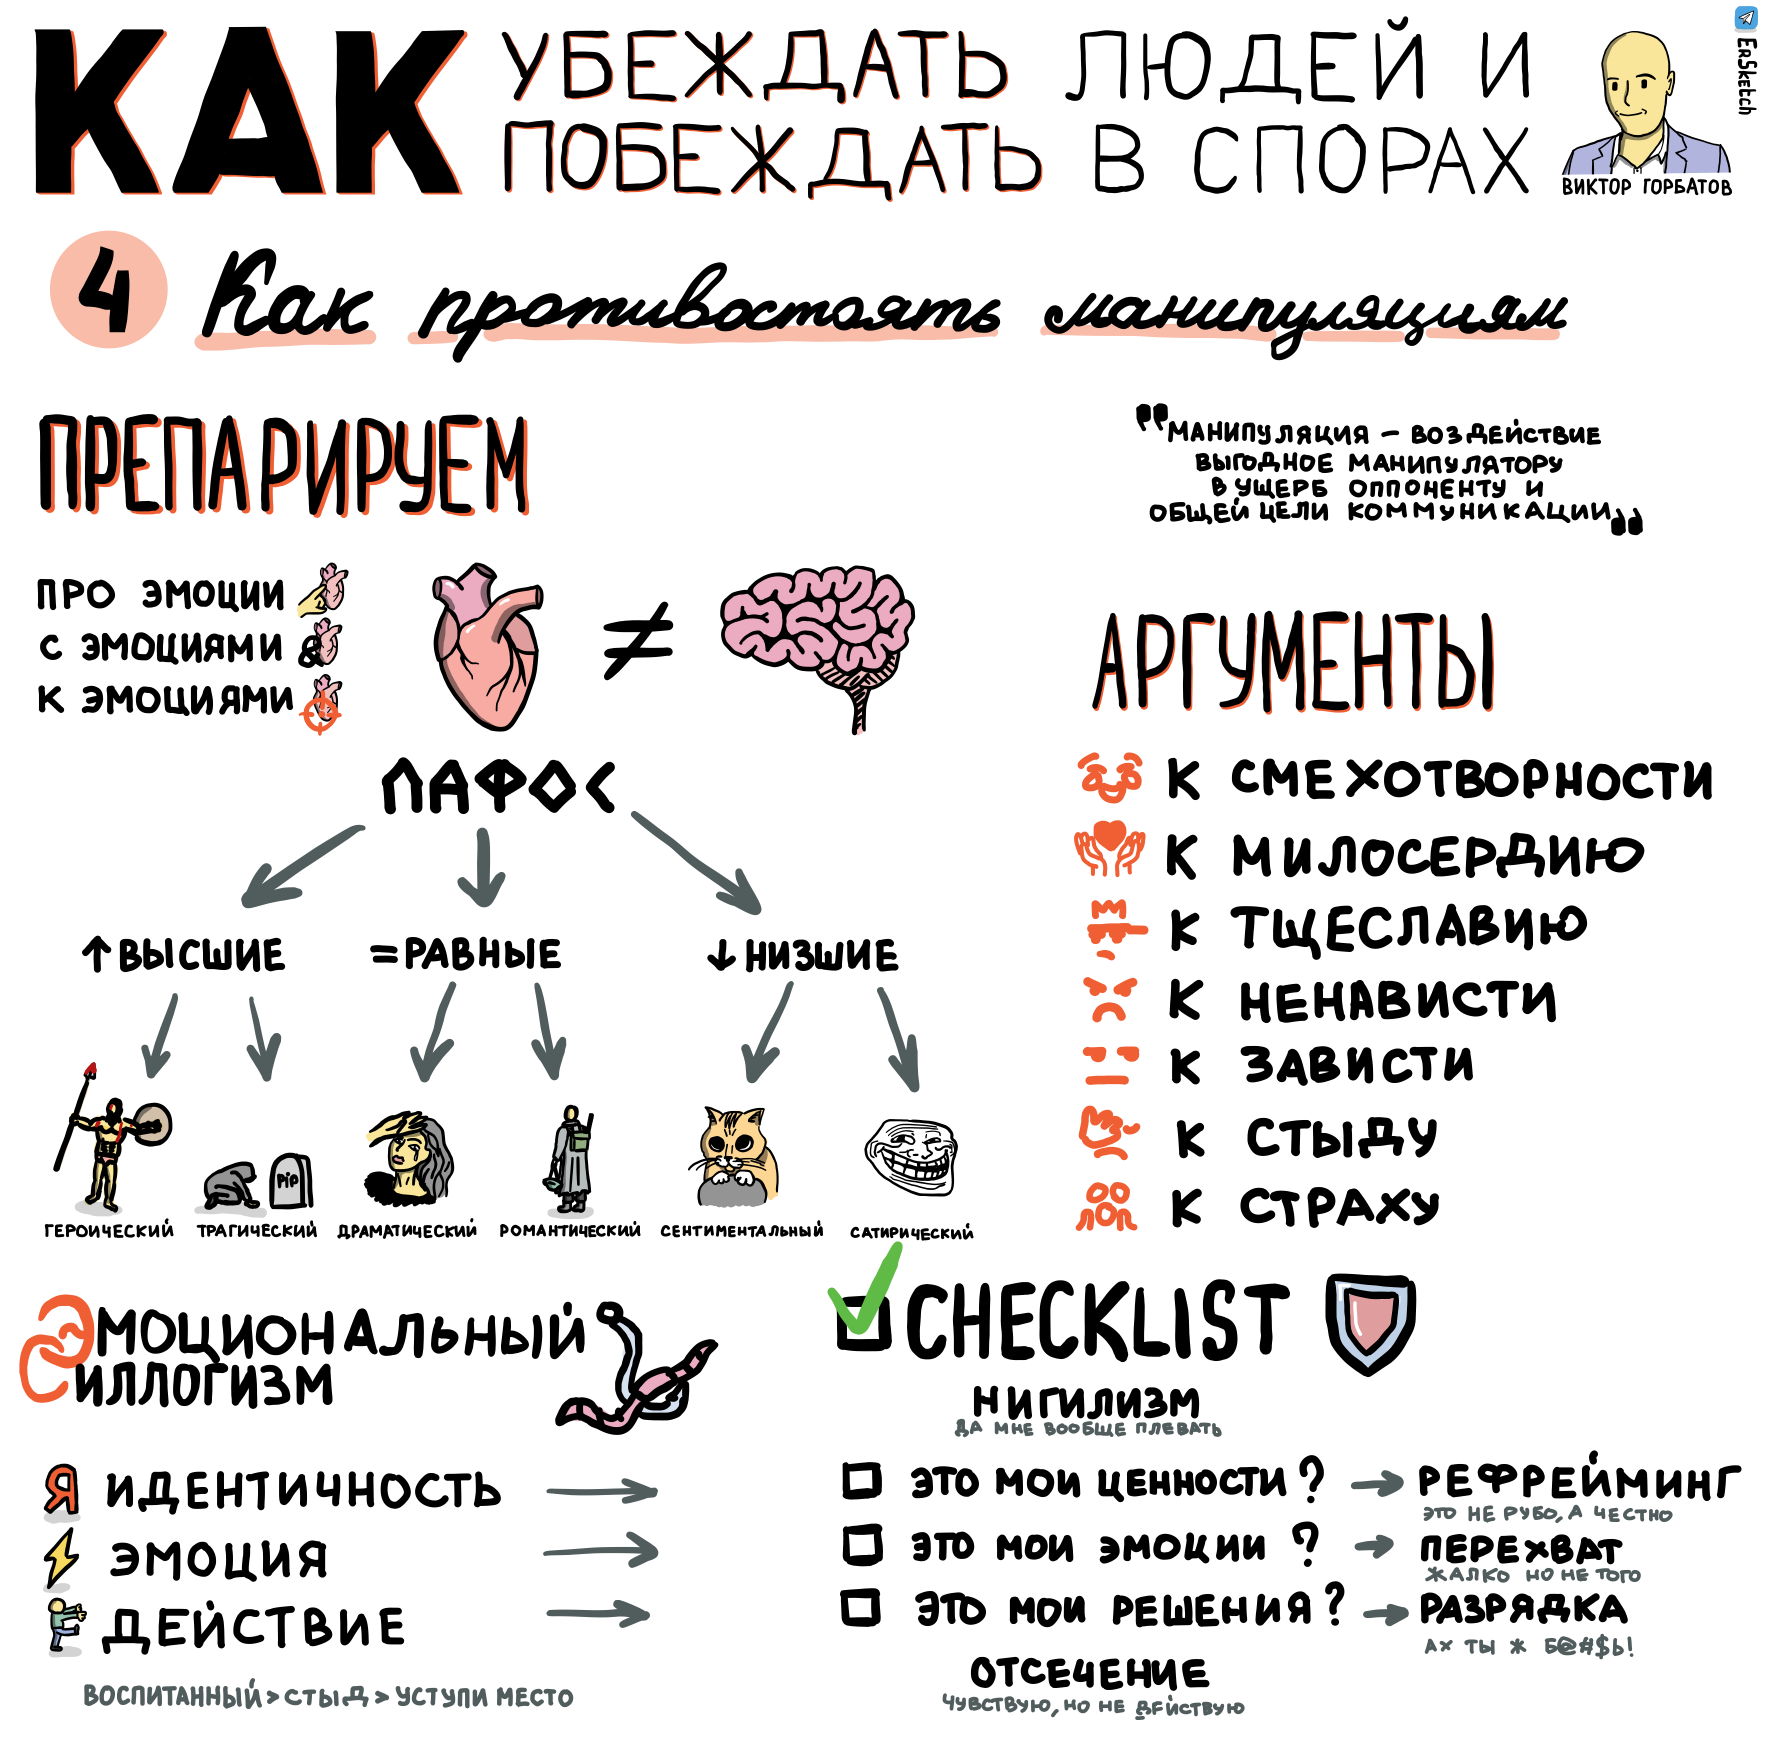 КАК УБЕЖДАТЬ ЛЮДЕЙ И
ПОБЕЖДАТЬ В СПОРАХ
ВИКТОР ГОРБАТОВ
ERSketch
4 Как противостоять манипуляциям
ПРЕПАРИРУЕМ
"МАНИПУЛЯЦИЯ – ВОЗДЕЙСТВИЕ
ВЫГОДНОЕ МАНИПУЛЯТОРУ
В УЩЕРБ ОППОНЕНТУ И
ОБЩЕЙ ЦЕЛИ КОММУНИКАЦИИ"
ПРО ЭМОЦИИ
С ЭМОЦИЯМИ &
К ЭМОЦИЯМИ
≠
ПАФОС
↑ ВЫСШИЕ
= РАВНЫЕ
↓ НИЗШИЕ
РiР
ГЕРОИЧЕСКИЙ
ТРАГИЧЕСКИЙ
ДРАМАТИЧЕСКИЙ
РОМАНТИЧЕСКИЙ
СЕНТИМЕНТАЛЬНЫЙ
САТИРИЧЕСКИЙ
АРГУМЕНТЫ
К СМЕХОТВОРНОСТИ
К МИЛОСЕРДИЮ
К ТЩЕСЛАВИЮ
К НЕНАВИСТИ
К ЗАВИСТИ
К СТЫДУ
К СТРАХУ
ЭМОЦИОНАЛЬНЫЙ
СИЛЛОГИЗМ
Я ИДЕНТИЧНОСТЬ →
ЭМОЦИЯ →
ДЕЙСТВИЕ →
ВОСПИТАННЫЙ > СТЫД > УСТУПИ МЕСТО
CHECKLIST
НИГИЛИЗМ
ДА МНЕ ВООБЩЕ ПЛЕВАТЬ
ЭТО МОИ ЦЕННОСТИ? → РЕФРЕЙМИНГ
ЭТО НЕ РУБО, А ЧЕСТНО
ЭТО МОИ ЭМОЦИИ ? → ПЕРЕХВАТ
ЖАЛКО НО НЕ ТОГО
ЭТО МОИ РЕШЕНИЯ? → РАЗРЯДКА
АХ ТЫ Ж Б@#$Ь!
ОТСЕЧЕНИЕ
ЧУВСТВУЮ, НО НЕ ДЕЙСТВУЮ